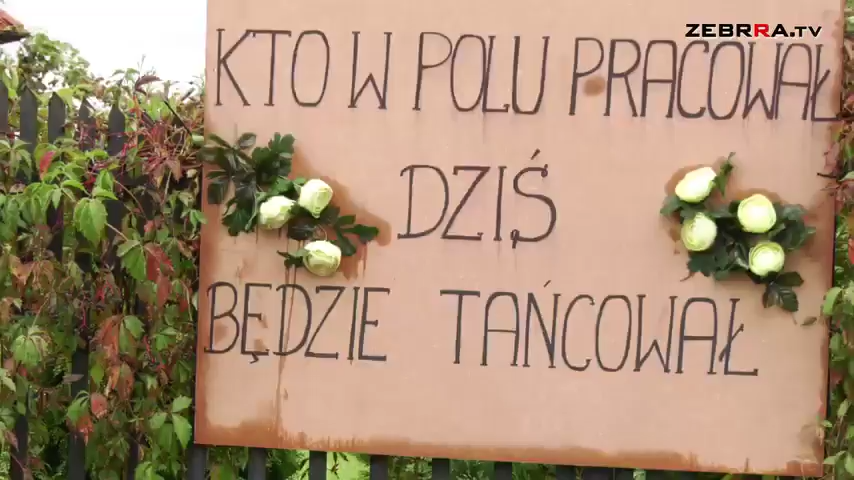 ZEBRRA.TV
KTO W POLU PRACOWAŁ
DZIŚ
BĘDZIE TAŃCOWAŁ